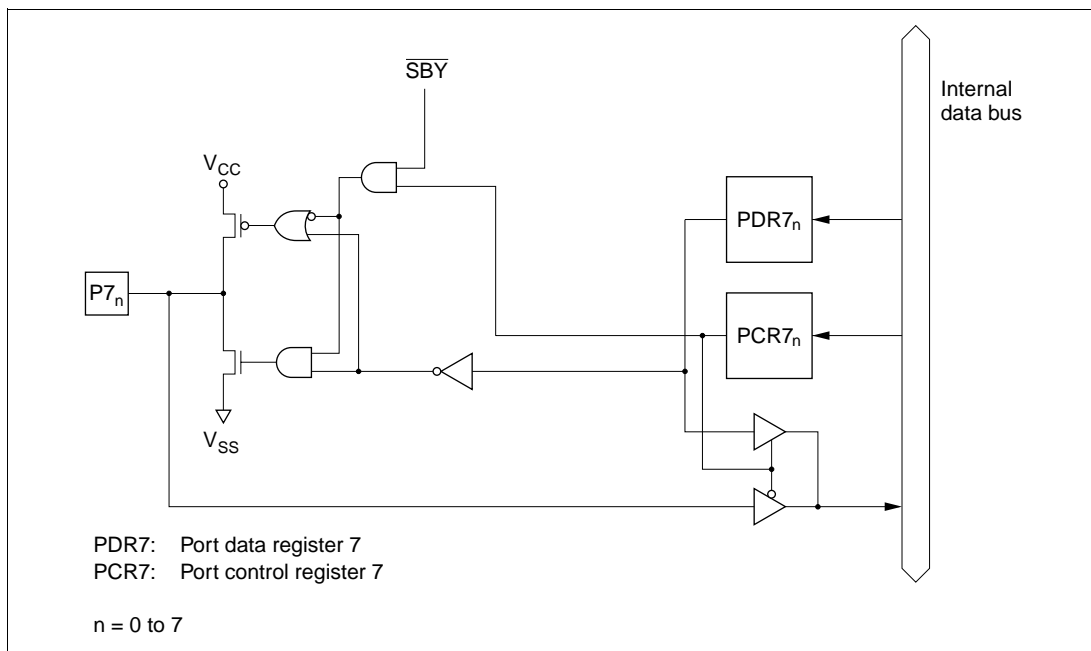 SBY
Internal
data bus
VCC
PDR7n
P7n
PCR7n
VSS
PDR7: Port data register 7
PCR7: Port control register 7
n = 0 to 7